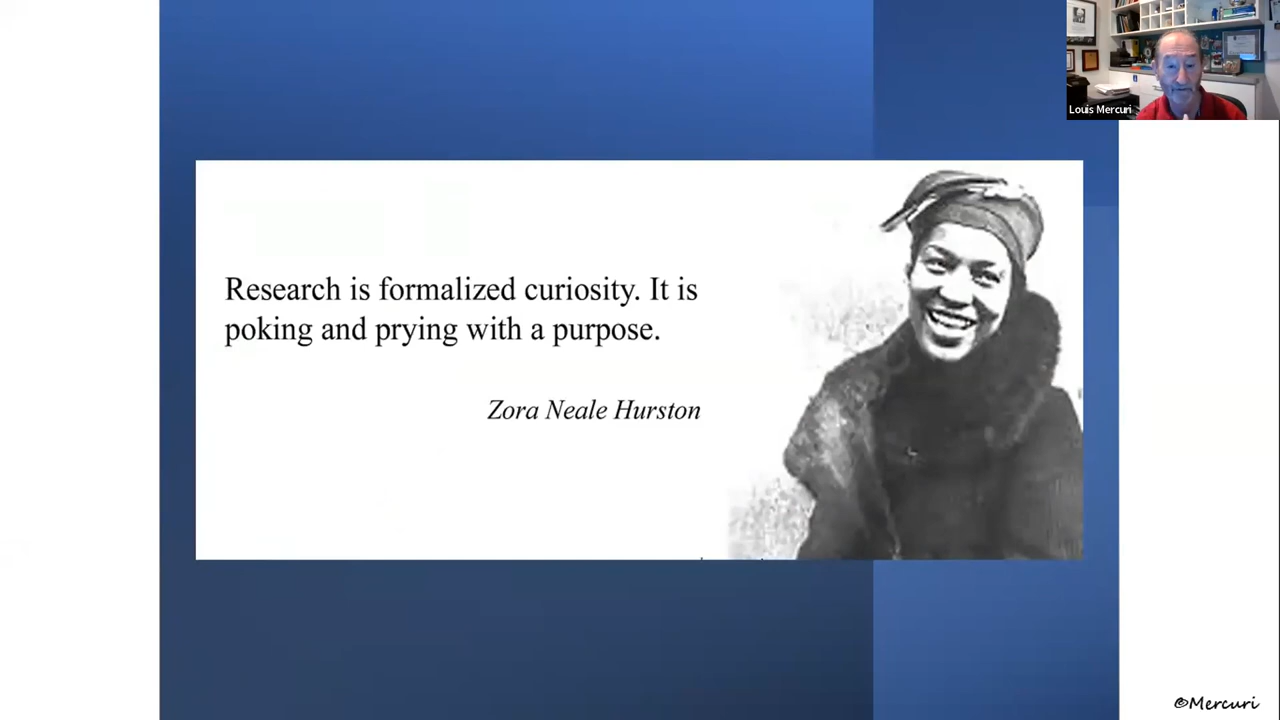 Louis Mercuri
Research is formalized curiosity. It is
poking and prying with a purpose.
Zora Neale Hurston
©Mercuri